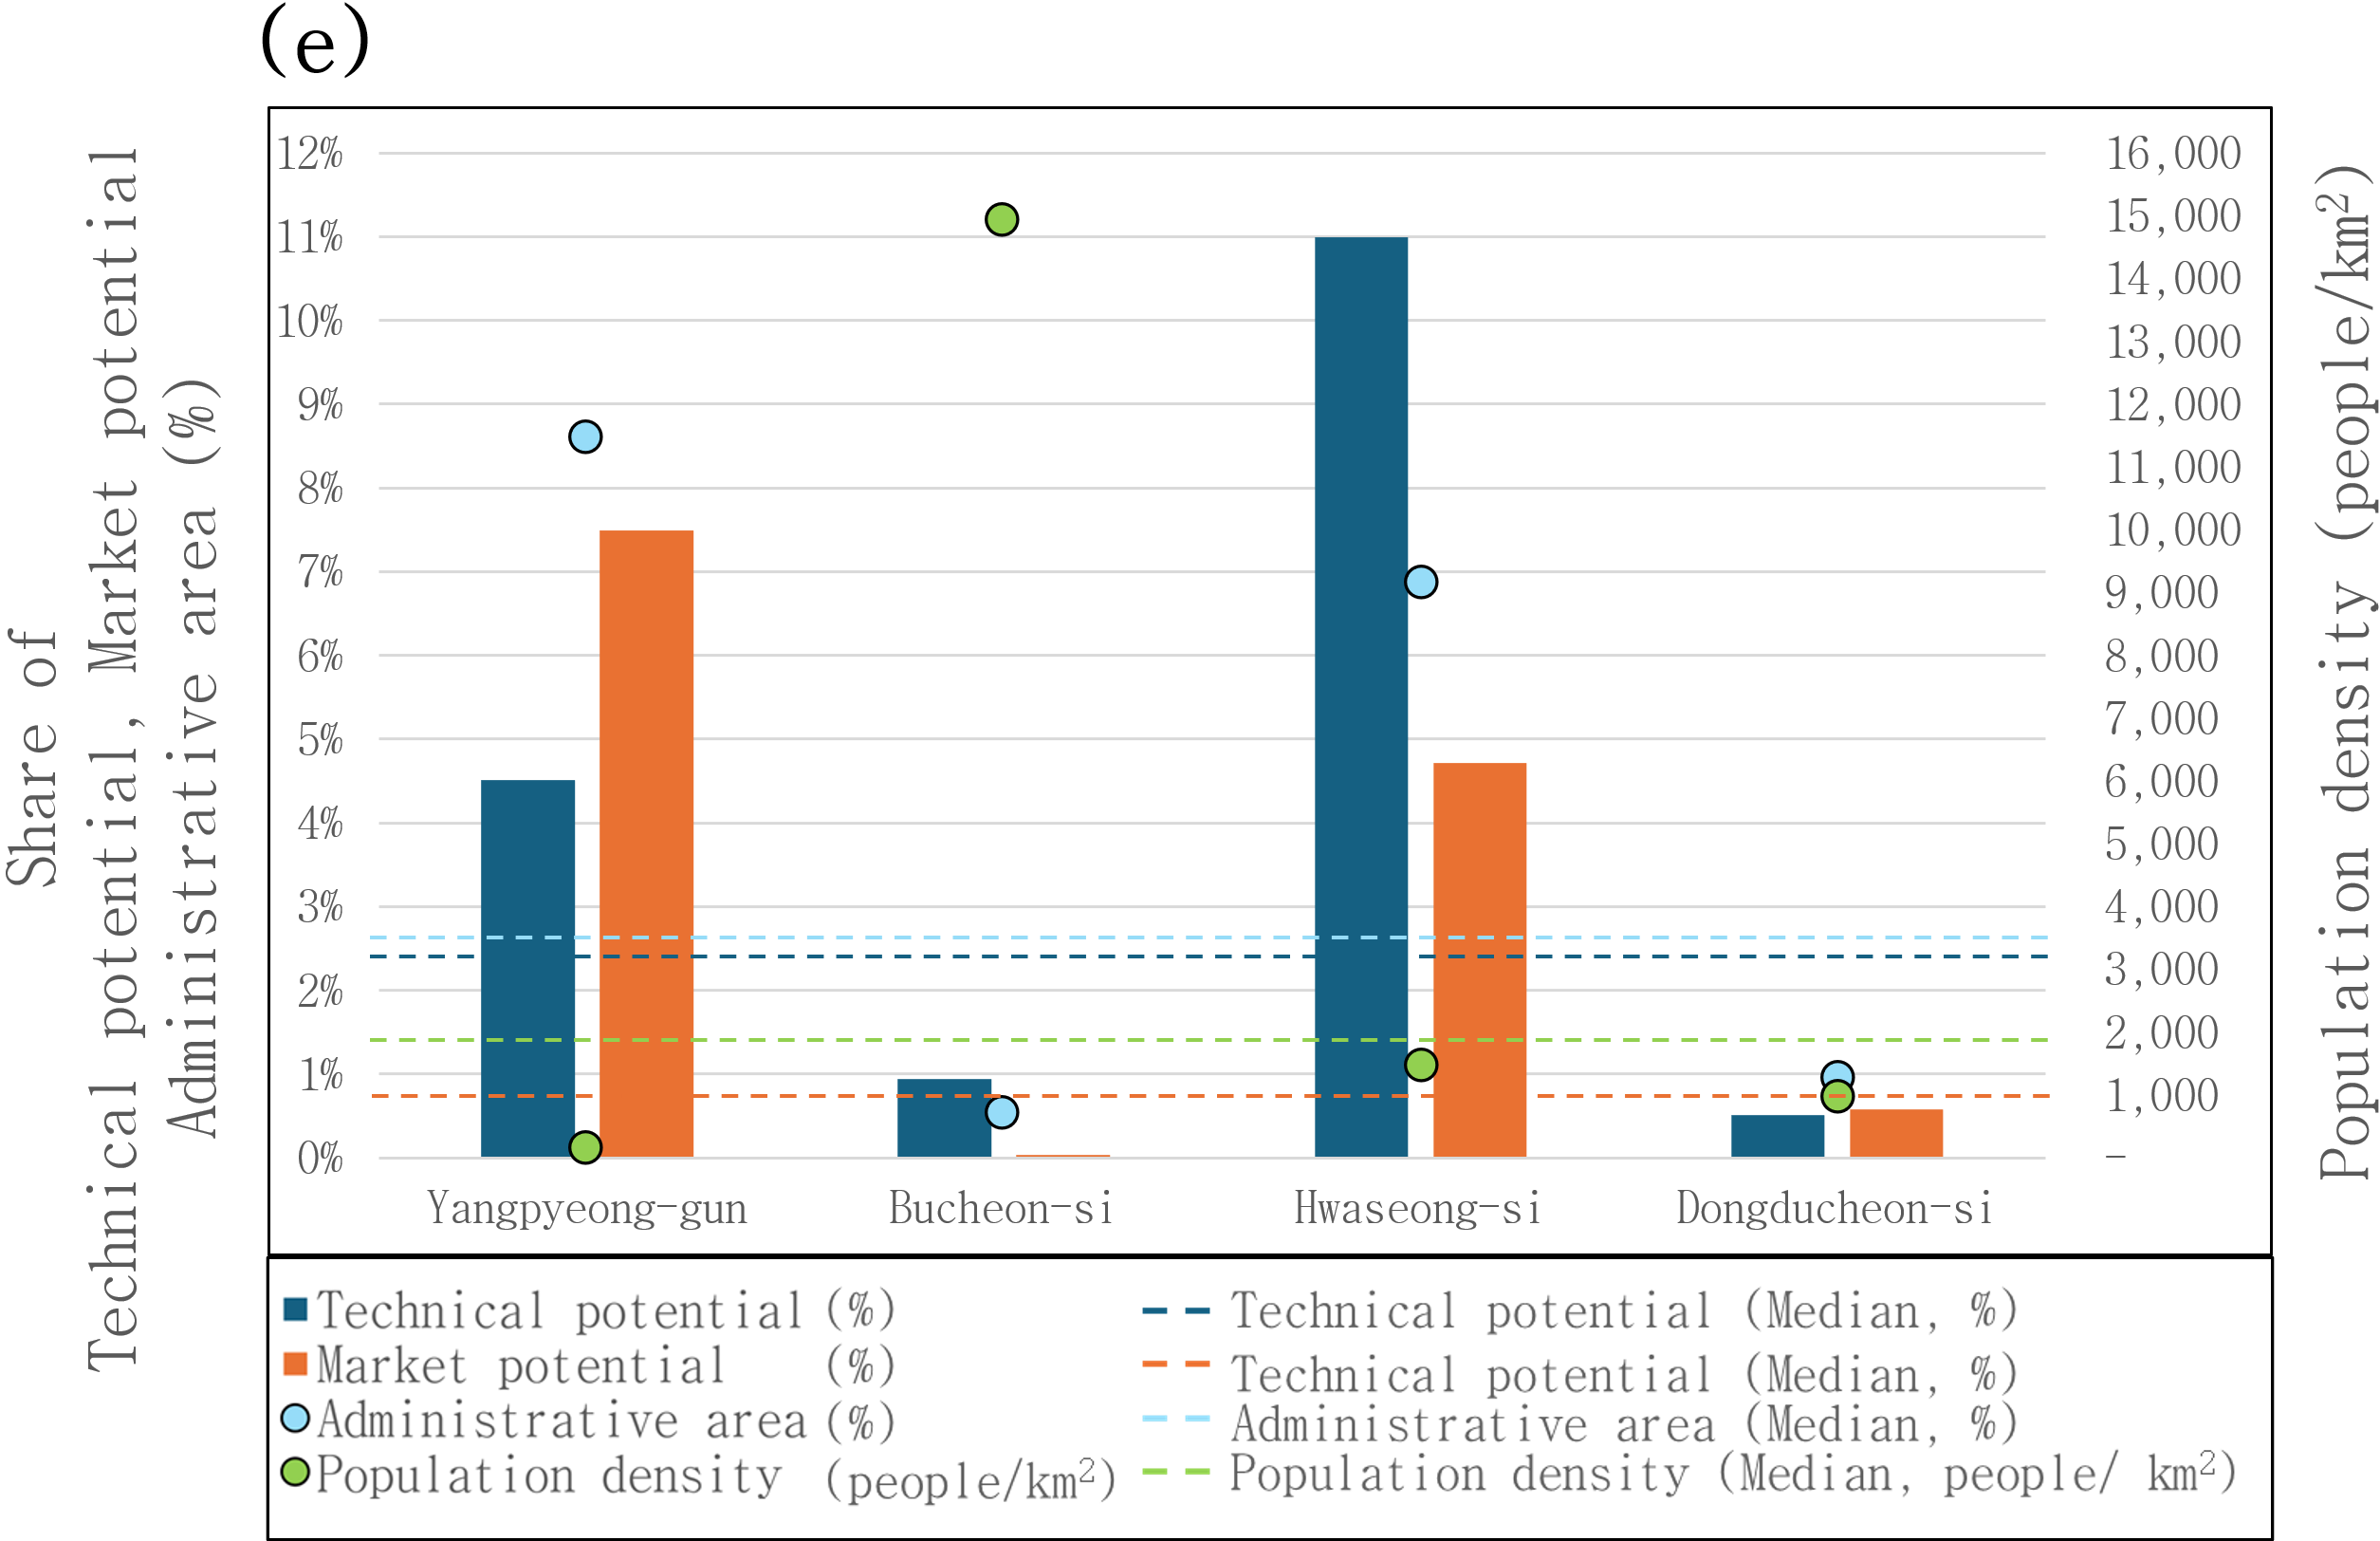 (e)
Share of
Technical potential, Market potential
Administrative area (%)
12%
11%
10%
9%
8%
7%
6%
5%
4%
3%
2%
1%
0%
16,000
15,000
14,000
13,000
12,000
11,000
10,000
9,000
8,000
7,000
6,000
5,000
4,000
3,000
2,000
1,000
-
Population density (people/km²)
Yangpyeong-gun
Bucheon-si
Hwaseong-si
Dongducheon-si
Technical potential (%)
Market potential (%)
Administrative area (%)
Population density (people/km²)
Technical potential (Median, %)
Technical potential (Median, %)
Administrative area (Median, %)
Population density (Median, people/ km²)